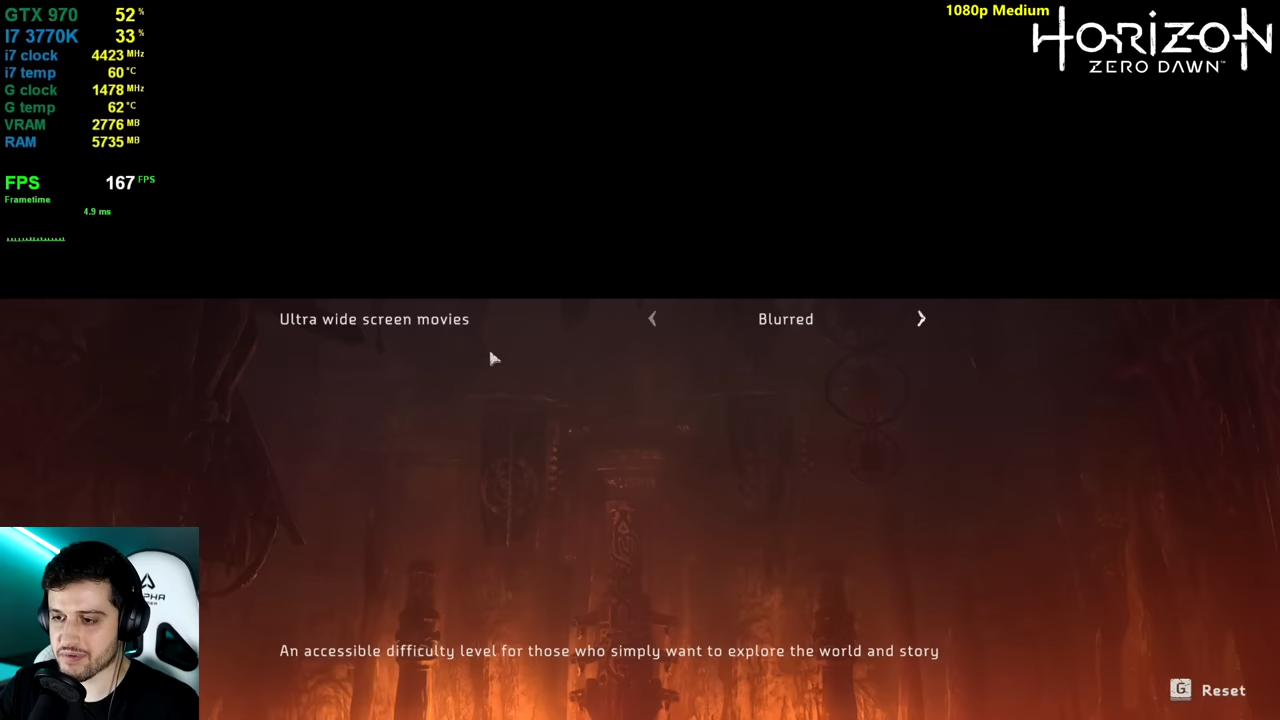 GTX 970 52 %
I7 3770K 33 %
i7 clock 4423 MHz
i7 temp 60 °C
G clock 1478 MHz
G temp 62 °C
VRAM 2776 MB
RAM 5735 MB
FPS 167 FPS
Frametime
4.9 ms
1080p Medium
HORIZON
ZERO DAWN™
Ultra wide screen movies Blurred
An accessible difficulty level for those who simply want to explore the world and story
G Reset